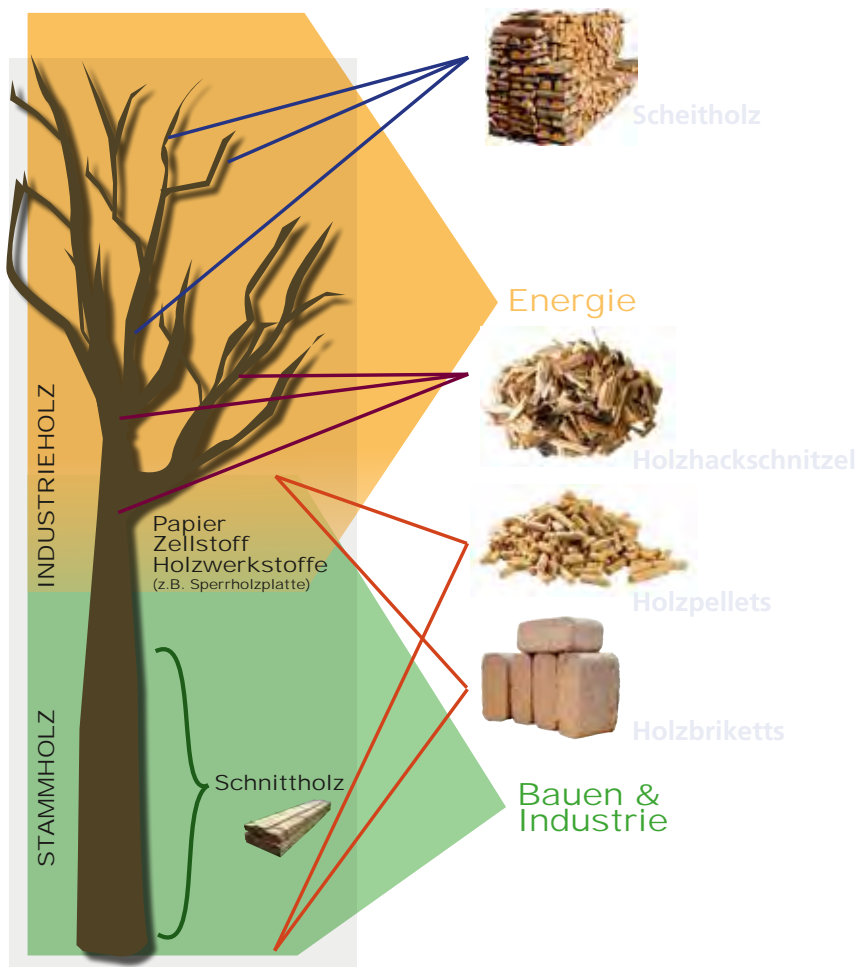 Scheitholz
Energie
INDUSTRIEHOLZ
Holzhackschnitzel
Papier
Zellstoff
Holzwerkstoffe
(z.B. Sperrholzplatte)
Holzpellets
STAMMHOLZ
Holzbriketts
Schnittholz
Bauen &
Industrie